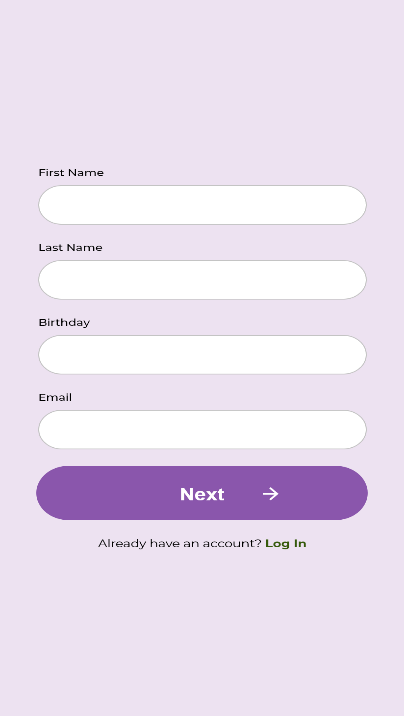 First Name
Last Name
Birthday
Email
Next
Already have an account? Log In